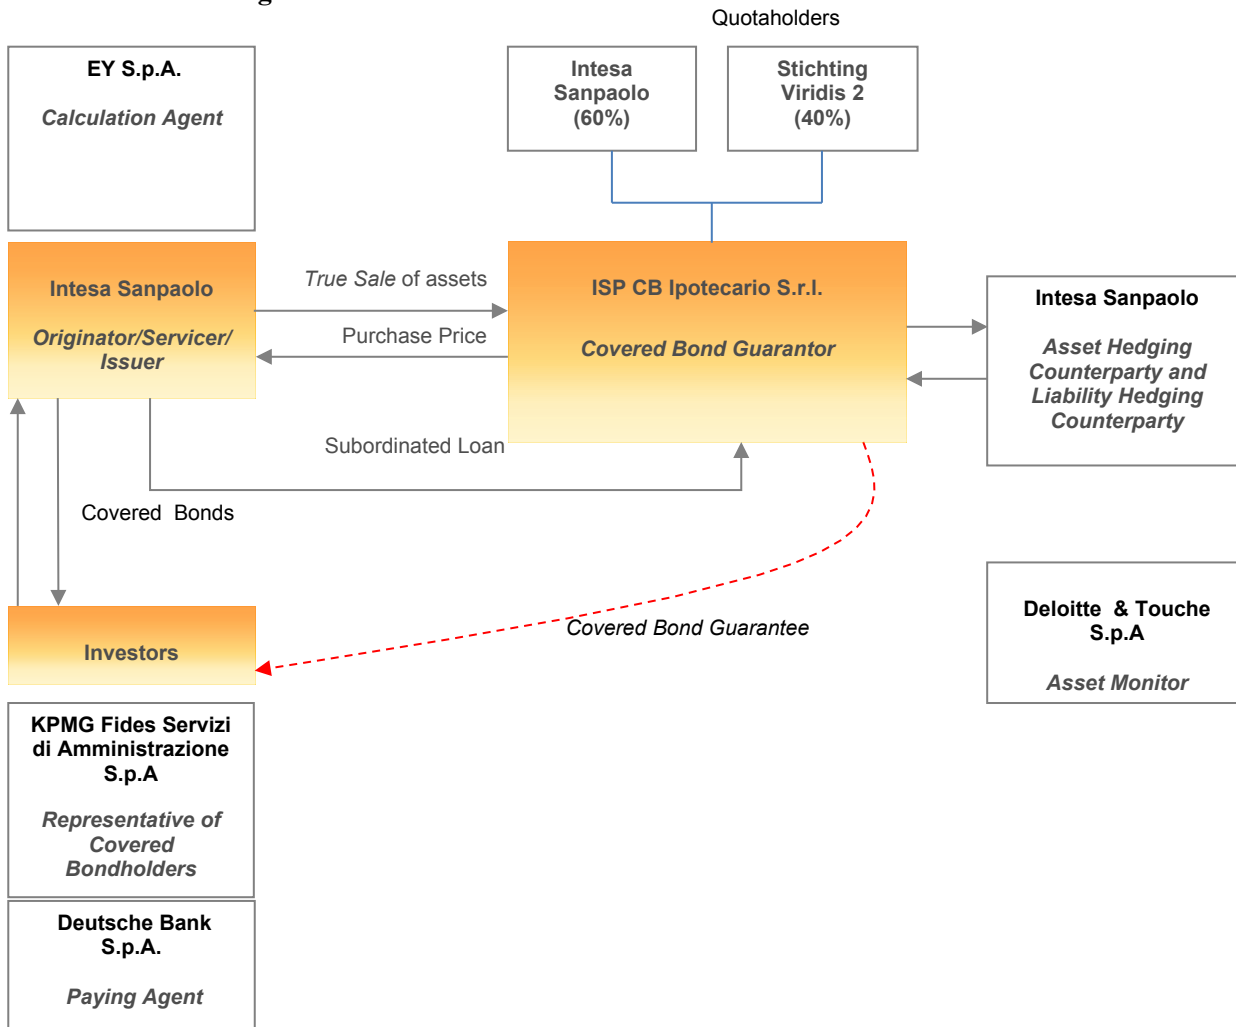 g
Quotaholders
EY S.p.A.
Calculation Agent
Intesa
Sanpaolo
(60%)
Stichting
Viridis 2
(40%)
Intesa Sanpaolo
Originator/Servicer/
Issuer
True Sale of assets
Purchase Price
ISP CB Ipotecario S.r.l.
Covered Bond Guarantor
Intesa Sanpaolo
Asset Hedging
Counterparty and
Liability Hedging
Counterparty
Subordinated Loan
Covered Bonds
Investors
Covered Bond Guarantee
Deloitte & Touche
S.p.A
Asset Monitor
KPMG Fides Servizi
di Amministrazione
S.p.A
Representative of
Covered
Bondholders
Deutsche Bank
S.p.A.
Paying Agent